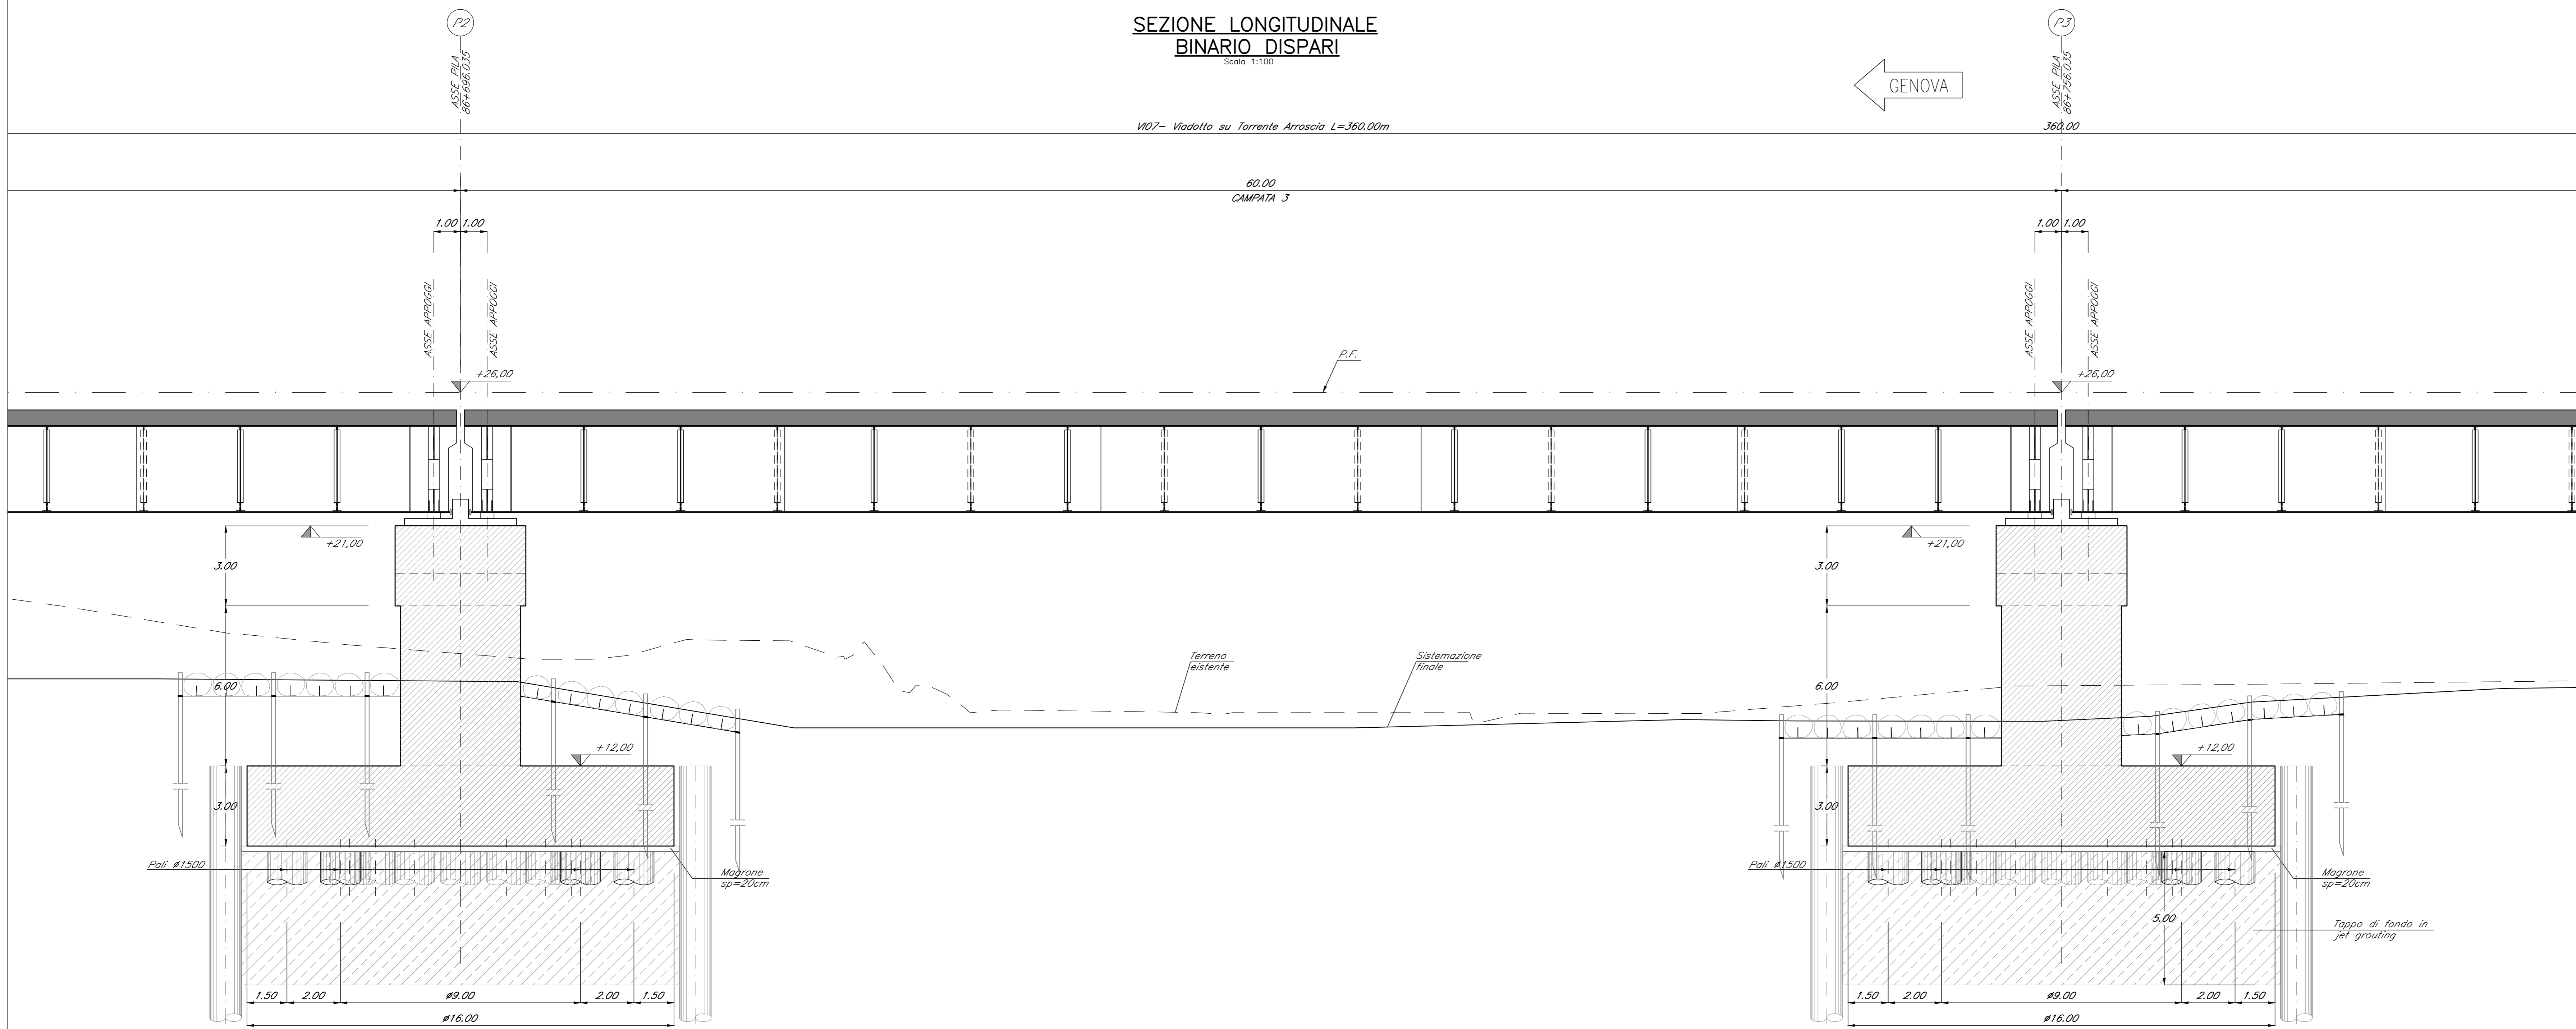 P2
SEZIONE LONGITUDINALE
BINARIO DISPARI
Scala 1:100
P3
ASSE PILA
86+696.035
ASSE PILA
86+756.035
GENOVA
VI07- Viadotto su Torrente Arroscia L=360.00m
360.00
60.00
CAMPATA 3
1.00 1.00
1.00 1.00
ASSE APPOGGI
ASSE APPOGGI
ASSE APPOGGI
ASSE APPOGGI
P.F.
+26,00
+26,00
+21,00
+21,00
3.00
3.00
Terreno
eistente
Sistemazione
finale
6.00
6.00
+12,00
+12,00
3.00
3.00
Pali ø1500
Magrone
sp=20cm
Pali ø1500
Magrone
sp=20cm
5.00
Tappo di fondo in
jet grouting
1.50 2.00 ø9.00 2.00 1.50
1.50 2.00 ø9.00 2.00 1.50
ø16.00
ø16.00